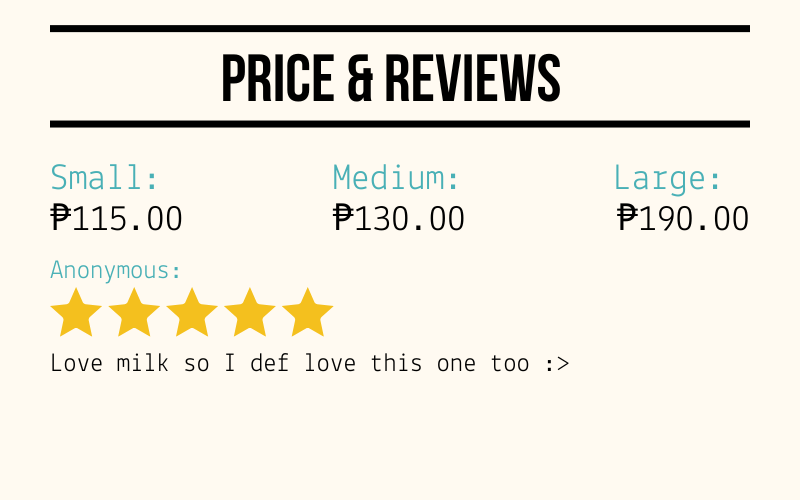 PRICE & REVIEWS
Small: Medium: Large:
₱115.00 ₱130.00 ₱190.00
Anonymous:
Love milk so I def love this one too :>